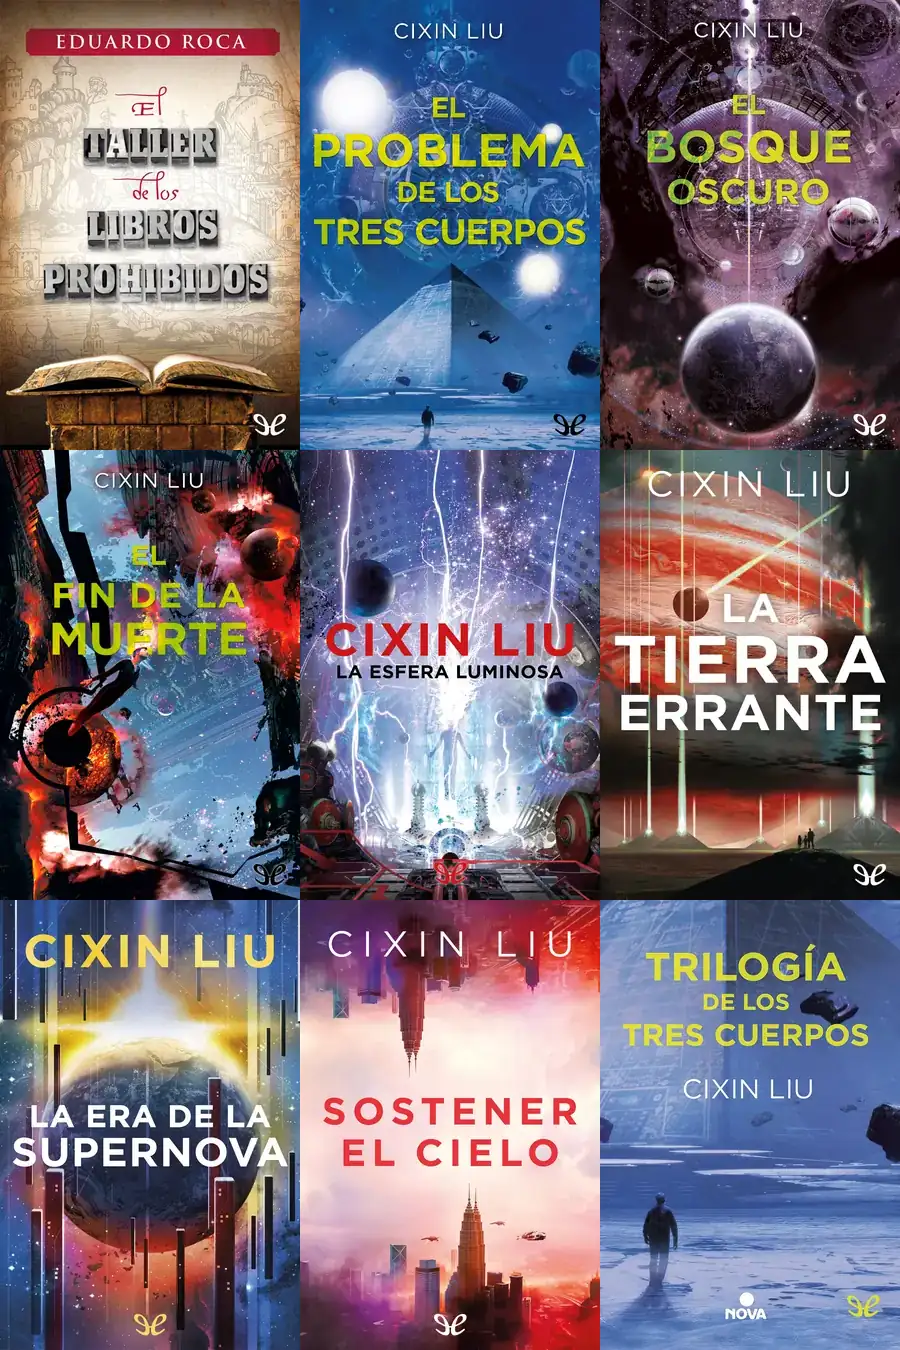 EDUARDO ROCA
El
TALLER
de los
LIBROS
PROHIBIDOS
CIXIN LIU
EL
PROBLEMA
DE LOS
TRES CUERPOS
CIXIN LIU
EL
BOSQUE
OSCURO
CIXIN LIU
EL
FIN DE LA
MUERTE
CIXIN LIU
LA ESFERA LUMINOSA
CIXIN LIU
LA
TIERRA
ERRANTE
CIXIN LIU
LA ERA DE LA
SUPERNOVA
CIXIN LIU
SOSTENER
EL CIELO
TRILOGÍA
DE LOS
TRES CUERPOS
CIXIN LIU
NOVA